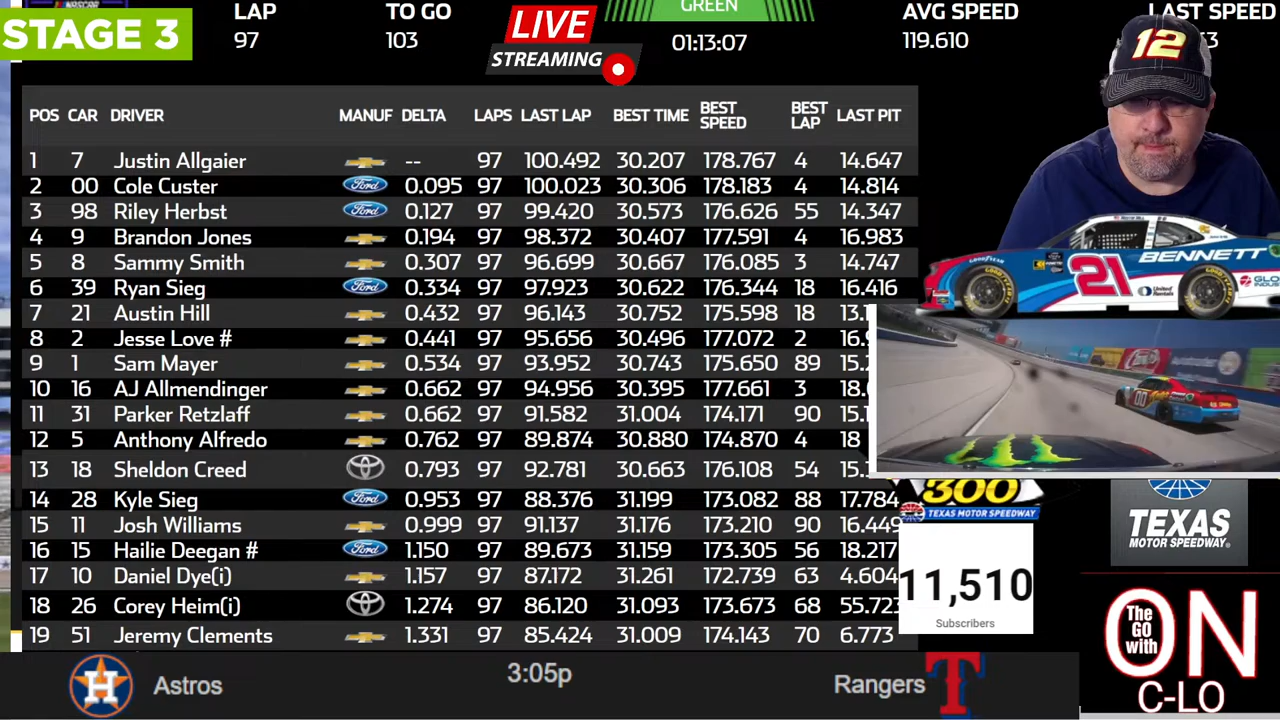 STAGE 3
LAP
97
TO GO
103
LIVE
STREAMING
GREEN
01:13:07
AVG SPEED
119.610
LAST SPEED
12
POS CAR DRIVER MANUF DELTA LAPS LAST LAP BEST TIME BEST SPEED BEST LAP LAST PIT
1 7 Justin Allgaier -- 97 100.492 30.207 178.767 4 14.647
2 00 Cole Custer Ford 0.095 97 100.023 30.306 178.183 4 14.814
3 98 Riley Herbst Ford 0.127 97 99.420 30.573 176.626 55 14.347
4 9 Brandon Jones 0.194 97 98.372 30.407 177.591 4 16.983
5 8 Sammy Smith 0.307 97 96.699 30.667 176.085 3 14.747
6 39 Ryan Sieg Ford 0.334 97 97.923 30.622 176.344 18 16.416
7 21 Austin Hill 0.432 97 96.143 30.752 175.598 18
8 2 Jesse Love # 0.441 97 95.656 30.496 177.072 2
9 1 Sam Mayer 0.534 97 93.952 30.743 175.650 89
10 16 AJ Allmendinger 0.662 97 94.956 30.395 177.661 3
11 31 Parker Retzlaff 0.662 97 91.582 31.004 174.171 90
12 5 Anthony Alfredo 0.762 97 89.874 30.880 174.870 4 18
13 18 Sheldon Creed 0.793 97 92.781 30.663 176.108 54
14 28 Kyle Sieg Ford 0.953 97 88.376 31.199 173.082 88 17.784
15 11 Josh Williams 0.999 97 91.137 31.176 173.210 90 16.449
16 15 Hailie Deegan # Ford 1.150 97 89.673 31.159 173.305 56 18.217
17 10 Daniel Dye(i) 1.157 97 87.172 31.261 172.739 63 4.604
18 26 Corey Heim(i) 1.274 97 86.120 31.093 173.673 68 55.723
19 51 Jeremy Clements 1.331 97 85.424 31.009 174.143 70 6.773
BENNETT
21
United Rentals
00
300
TEXAS MOTOR SPEEDWAY
TEXAS
MOTOR SPEEDWAY
11,510
Subscribers
The GO with ON
C-LO
H Astros
3:05p
Rangers T